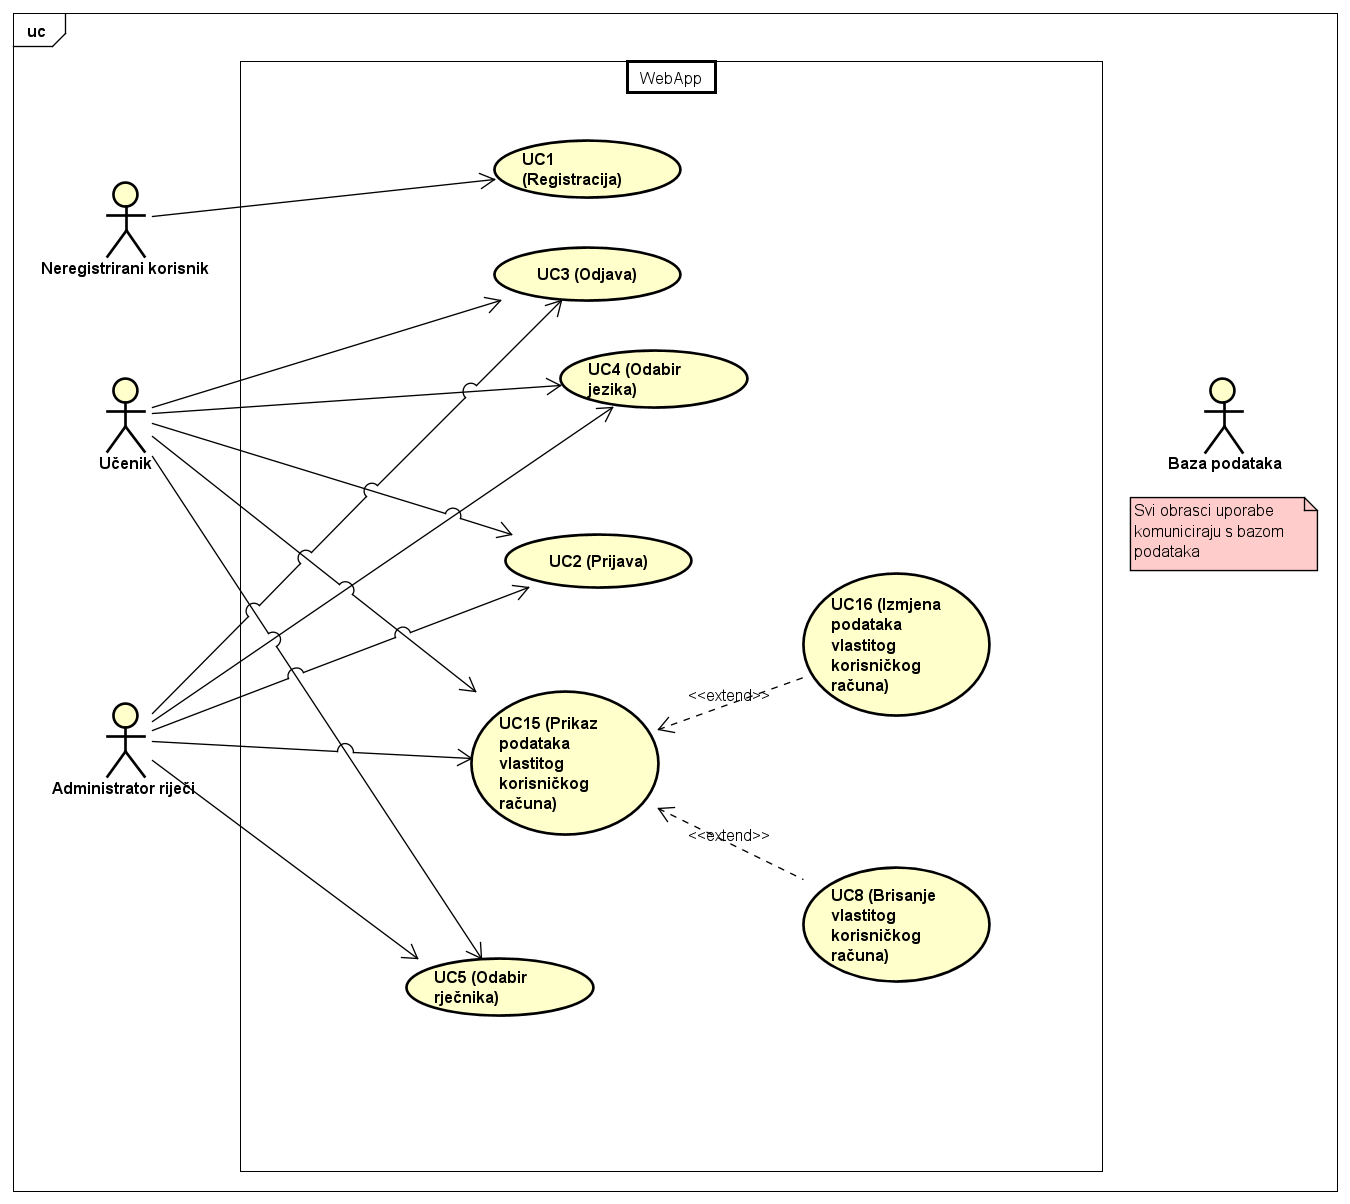 uc
WebApp
UC1
(Registracija)
Neregistrirani korisnik
UC3 (Odjava)
UC4 (Odabir
jezika)
Učenik
Baza podataka
Svi obrasci uporabe
komuniciraju s bazom
podataka
UC2 (Prijava)
UC16 (Izmjena
podataka
vlastitog
korisničkog
računa)
<<extend>>
UC15 (Prikaz
podataka
vlastitog
korisničkog
računa)
Administrator riječi
<<extend>>
UC8 (Brisanje
vlastitog
korisničkog
računa)
UC5 (Odabir
rječnika)